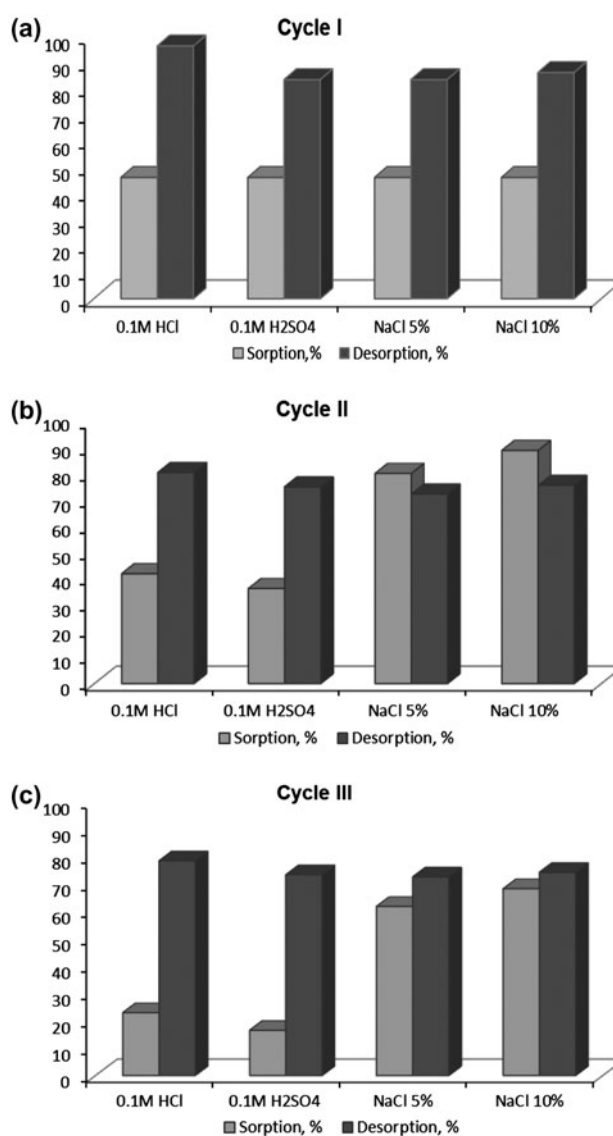 (a)
Cycle I
100
90
80
70
60
50
40
30
20
10
0
0.1M HCl 0.1M H2SO4 NaCl 5% NaCl 10%
Sorption,% Desorption, %
(b)
Cycle II
100
90
80
70
60
50
40
30
20
10
0
0.1M HCl 0.1M H2SO4 NaCl 5% NaCl 10%
Sorption, % Desorption, %
(c)
Cycle III
100
90
80
70
60
50
40
30
20
10
0
0.1M HCl 0.1M H2SO4 NaCl 5% NaCl 10%
Sorption, % Desorption, %